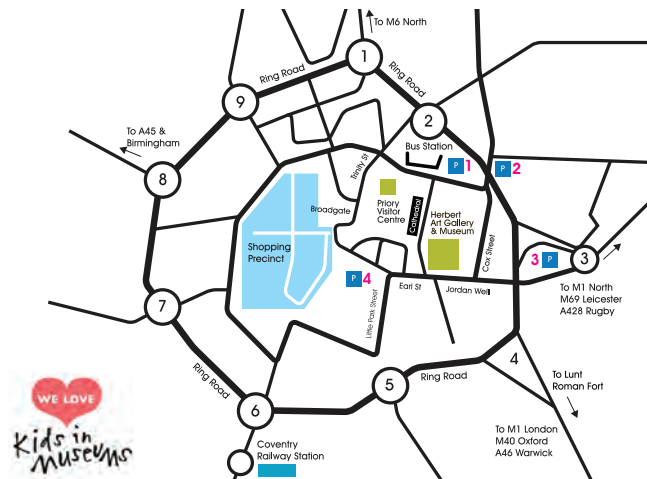 To M6 North
1
Ring Road
Ring Road
9
2
To A45 &
Birmingham
Bus Station
P 1
P 2
Trinity St
8
Broadgate
Priory
Visitor
Centre
Cathedral
Herbert
Art Gallery
& Museum
Cox Street
Shopping
Precinct
3 P
3
P 4
Earl St
Jordan Well
To M1 North
M69 Leicester
A428 Rugby
Little Park Street
7
4
Ring Road
5
Ring Road
To Lunt
Roman Fort
6
WE LOVE
Kids in
Museums
To M1 London
M40 Oxford
A46 Warwick
Coventry
Railway Station